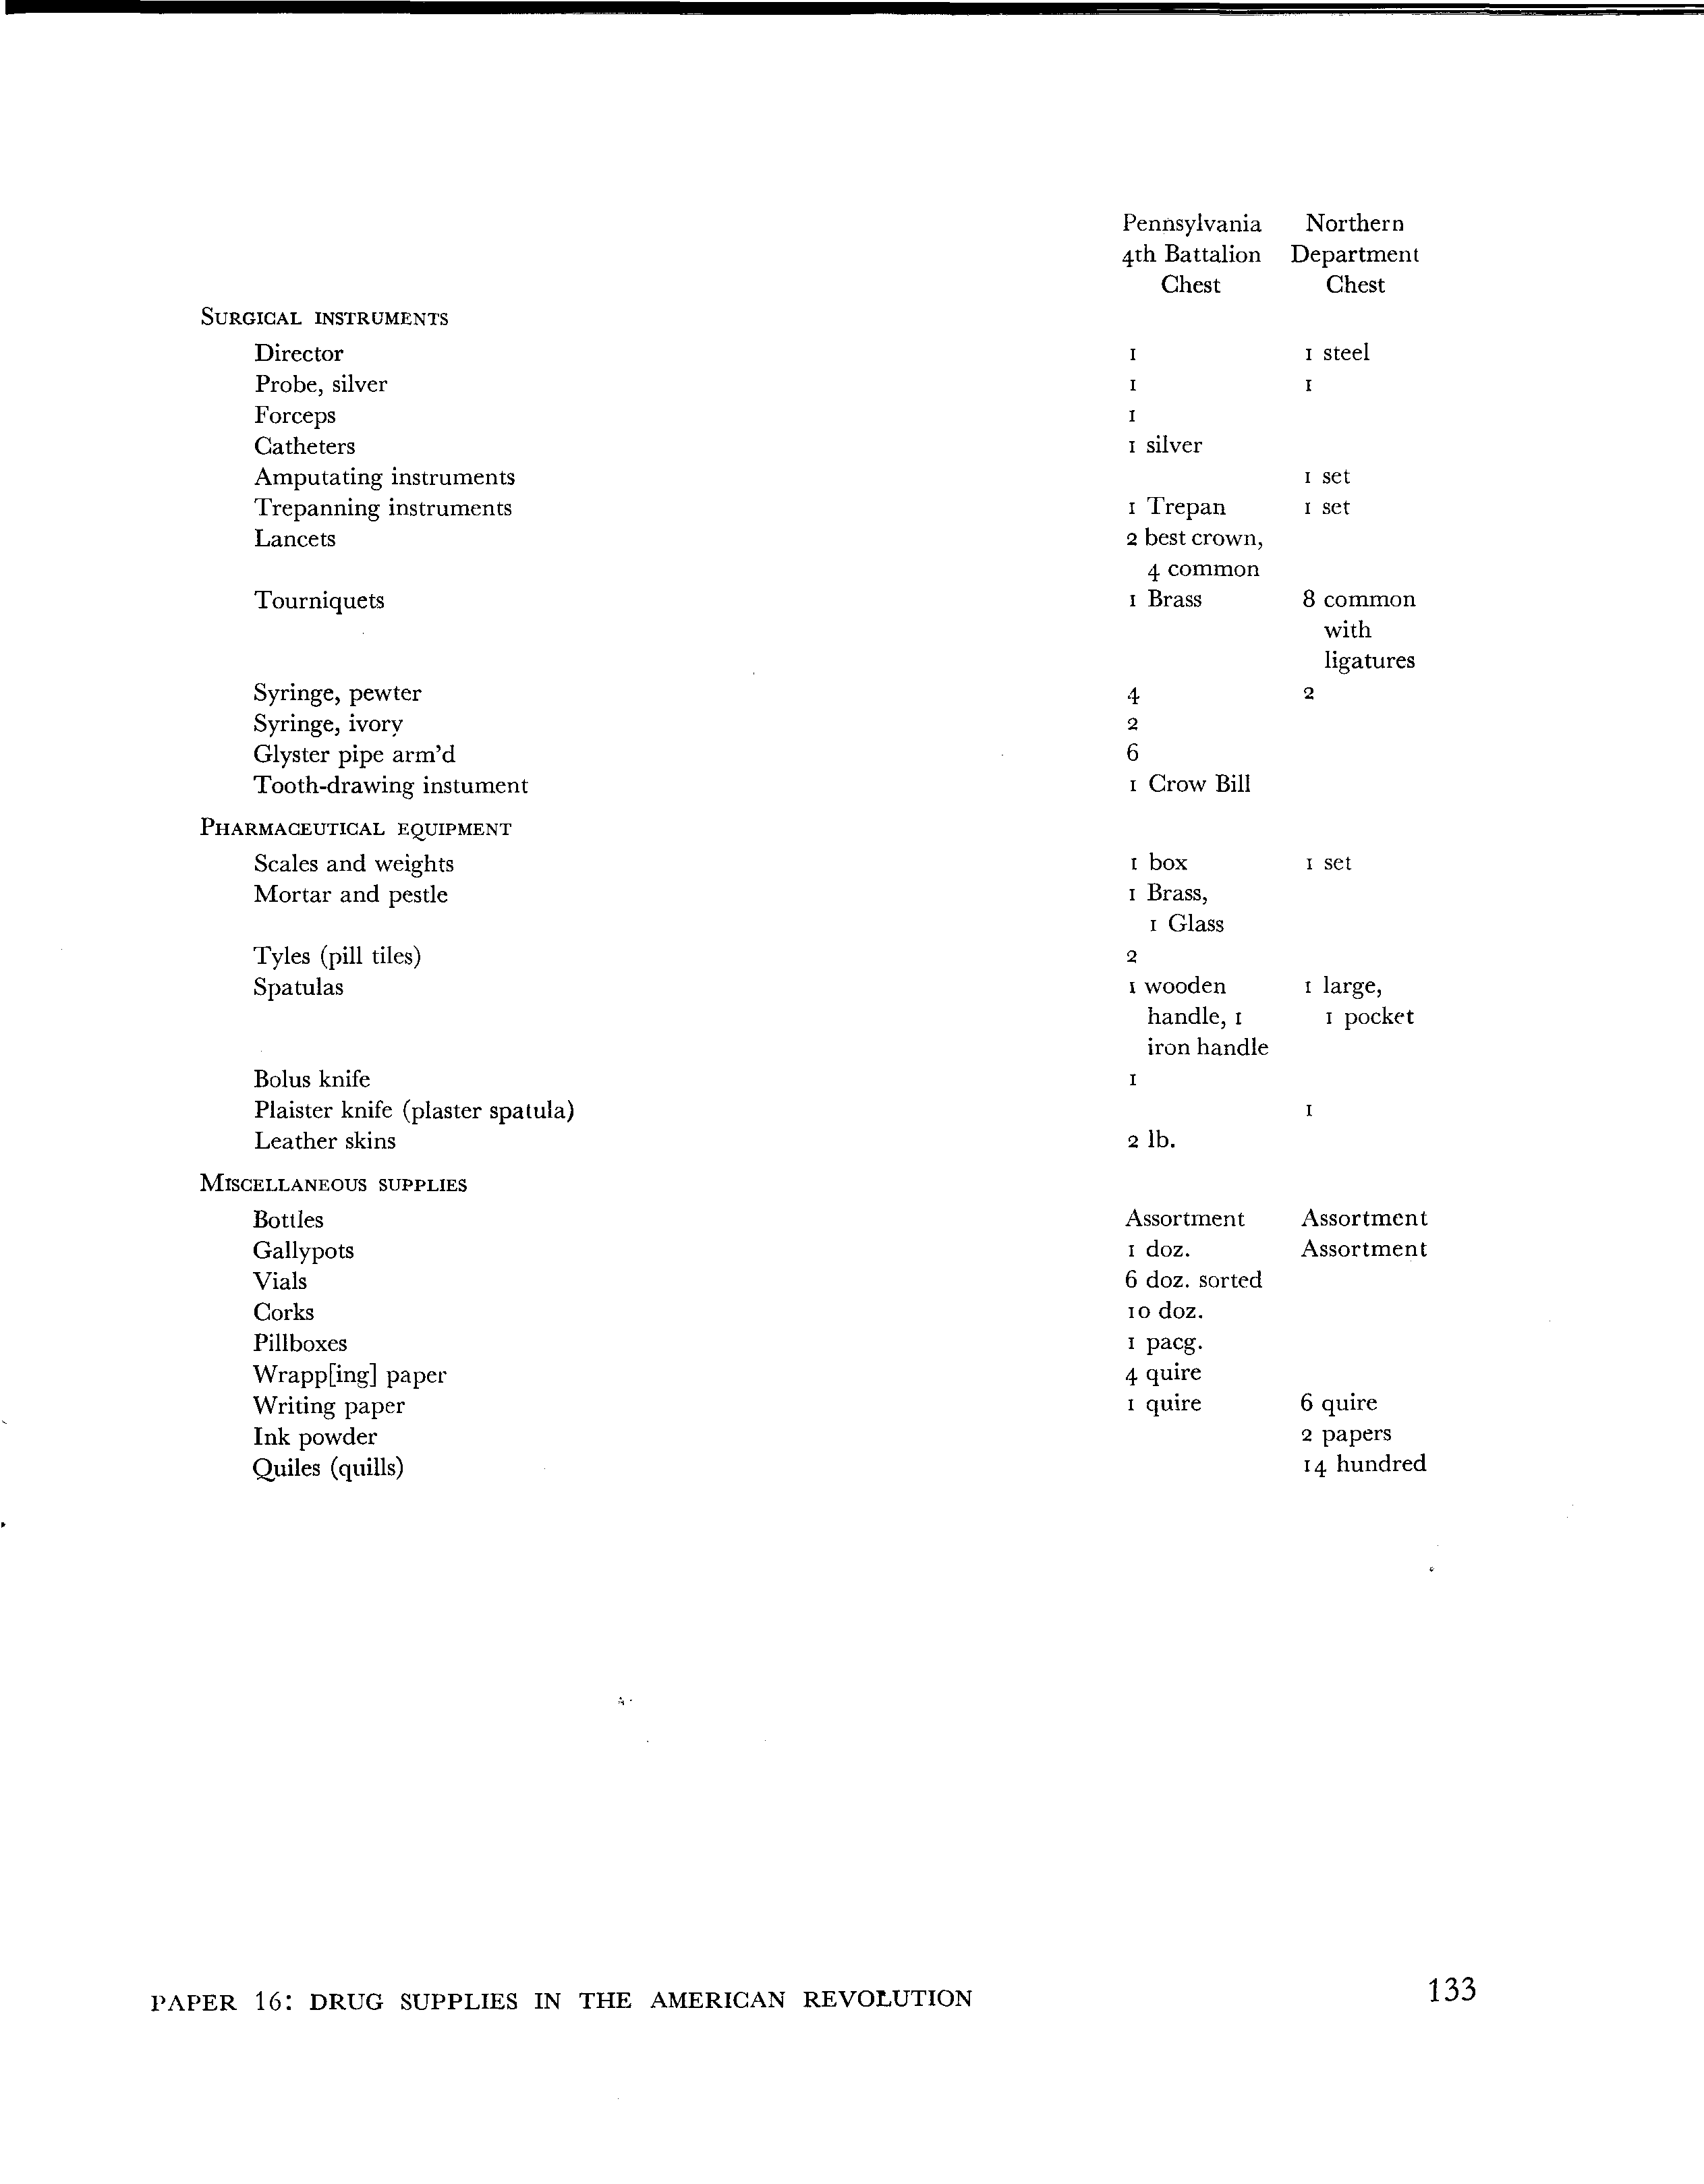 Pennsylvania Northern
4th Battalion Department
Chest Chest
SURGICAL INSTRUMENTS
Director 1 1 steel
Probe, silver 1 1
Forceps 1
Catheters 1 silver
Amputating instruments 1 set
Trepanning instruments 1 Trepan 1 set
Lancets 2 best crown,
4 common
Tourniquets 1 Brass 8 common
with
ligatures
Syringe, pewter 4 2
Syringe, ivory 2
Glyster pipe arm'd 6
Tooth-drawing instument 1 Crow Bill
PHARMACEUTICAL EQUIPMENT
Scales and weights 1 box 1 set
Mortar and pestle 1 Brass,
1 Glass
Tyles (pill tiles) 2
Spatulas 1 wooden 1 large,
handle, 1 1 pocket
iron handle
Bolus knife 1
Plaister knife (plaster spatula) 1
Leather skins 2 lb.
MISCELLANEOUS SUPPLIES
Bottles Assortment Assortment
Gallypots 1 doz. Assortment
Vials 6 doz. sorted
Corks 10 doz.
Pillboxes 1 pacg.
Wrapp[ing] paper 4 quire
Writing paper 1 quire 6 quire
Ink powder 2 papers
Quiles (quills) 14 hundred
PAPER 16: DRUG SUPPLIES IN THE AMERICAN REVOLUTION 133